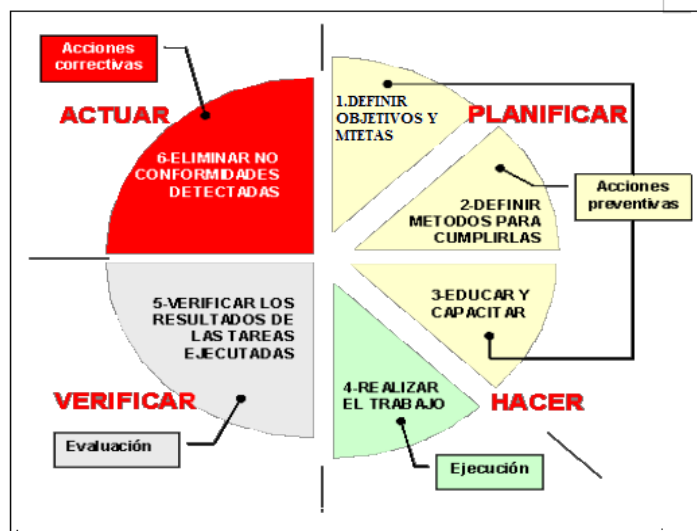 Acciones
correctivas
ACTUAR
6-ELIMINAR NO
CONFORMIDADES
DETECTADAS
1.DEFINIR
OBJETIVOS Y
MTETAS
PLANIFICAR
2-DEFINIR
METODOS PARA
CUMPLIRLAS
Acciones
preventivas
3-EDUCAR Y
CAPACITAR
HACER
4-REALIZAR
EL TRABAJO
Ejecución
5-VERIFICAR LOS
RESULTADOS DE
LAS TAREAS
EJECUTADAS
VERIFICAR
Evaluación